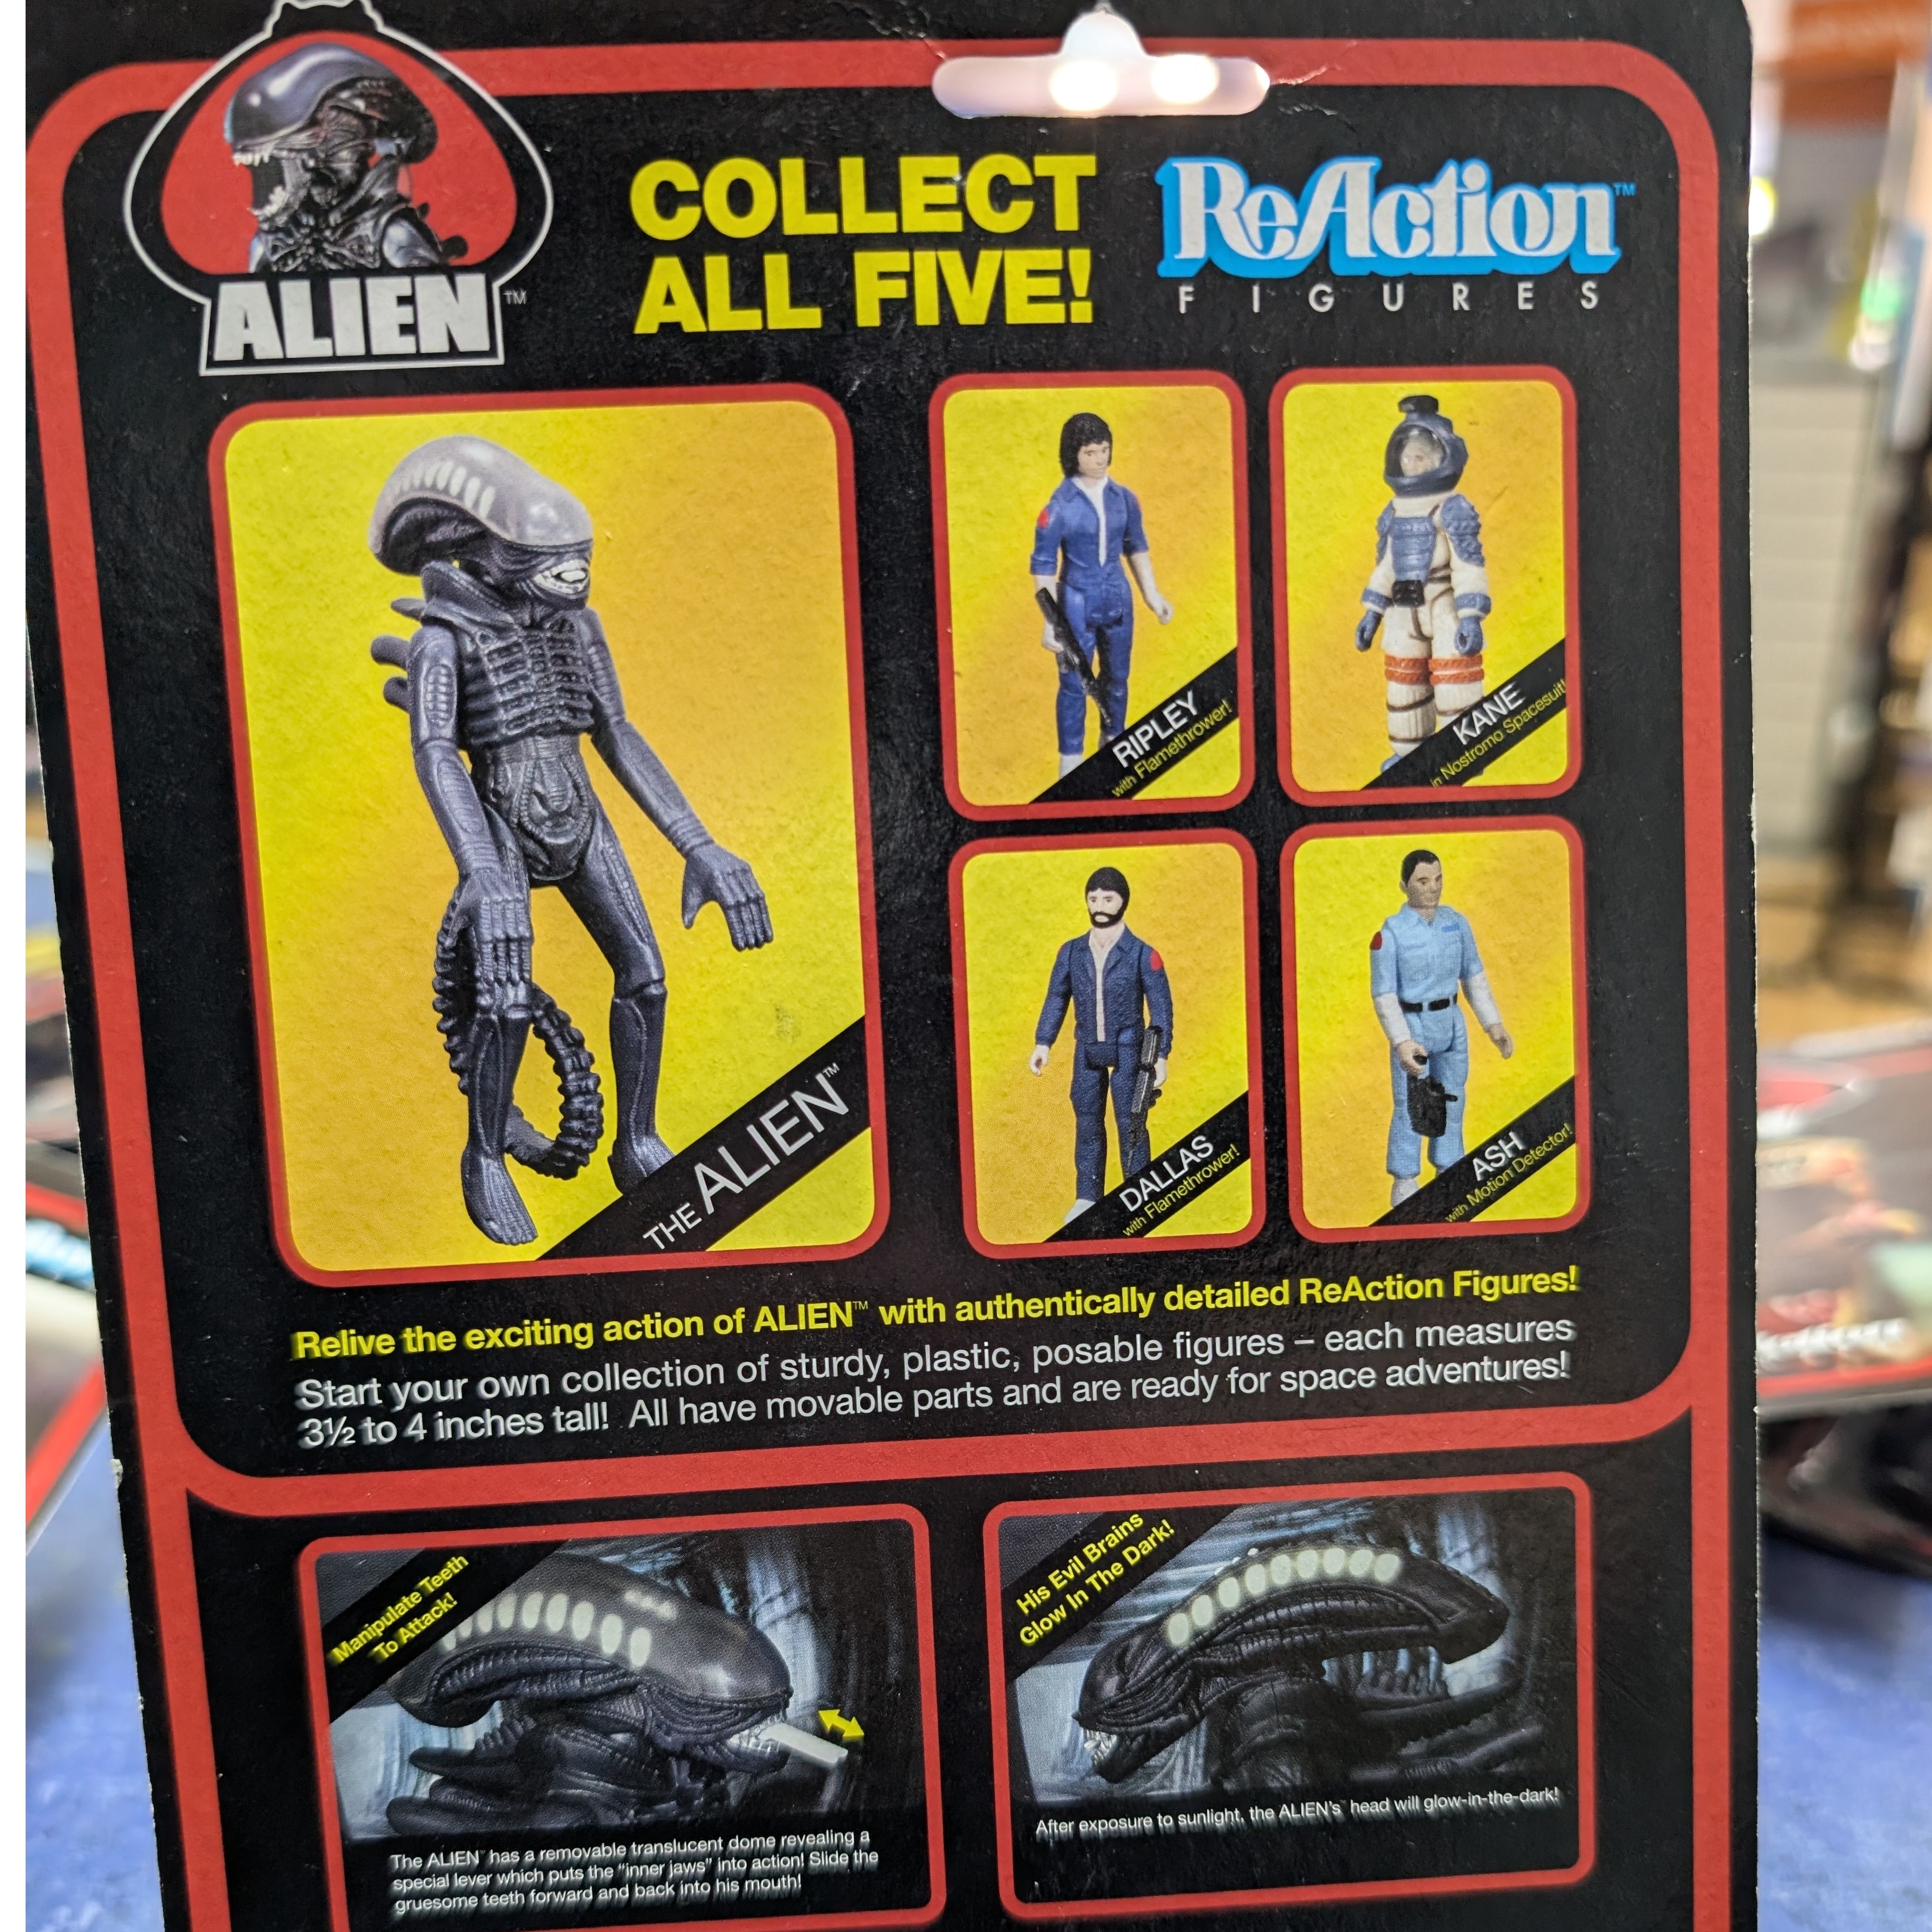 ALIEN™
COLLECT
ALL FIVE!
ReAction™
FIGURES
RIPLEY
with Flamethrower!
KANE
in Nostromo Spacesuit!
THE ALIEN™
DALLAS
with Flamethrower!
ASH
with Motion Detector!
Relive the exciting action of ALIEN™ with authentically detailed ReAction Figures!
Start your own collection of sturdy, plastic, posable figures – each measures
3½ to 4 inches tall! All have movable parts and are ready for space adventures!
Manipulate Teeth
To Attack!
The ALIEN™ has a removable translucent dome revealing a
special lever which puts the "inner jaws" into action! Slide the
gruesome teeth forward and back into his mouth!
His Evil Brains
Glow In The Dark!
After exposure to sunlight, the ALIEN's™ head will glow-in-the-dark!